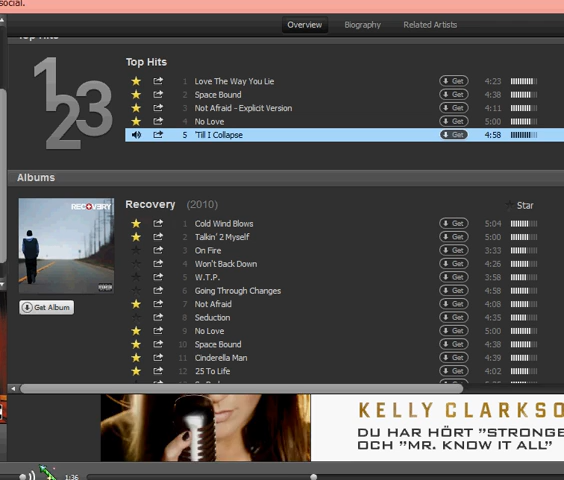 social.
Overview Biography Related Artists
Top Hits
123
Top Hits
1 Love The Way You Lie Get 4:23
2 Space Bound Get 4:38
3 Not Afraid - Explicit Version Get 4:11
4 No Love Get 5:00
5 'Till I Collapse Get 4:58
Albums
RECOVERY
Recovery (2010) Star
1 Cold Wind Blows Get 5:04
2 Talkin' 2 Myself Get 5:00
3 On Fire Get 3:33
4 Won't Back Down Get 4:26
5 W.T.P. Get 3:58
6 Going Through Changes Get 4:58
7 Not Afraid Get 4:08
8 Seduction Get 4:35
9 No Love Get 5:00
10 Space Bound Get 4:38
11 Cinderella Man Get 4:39
12 25 To Life Get 4:02
Get Album
KELLY CLARKSO
DU HAR HÖRT "STRONGE
OCH "MR. KNOW IT ALL"
1:36